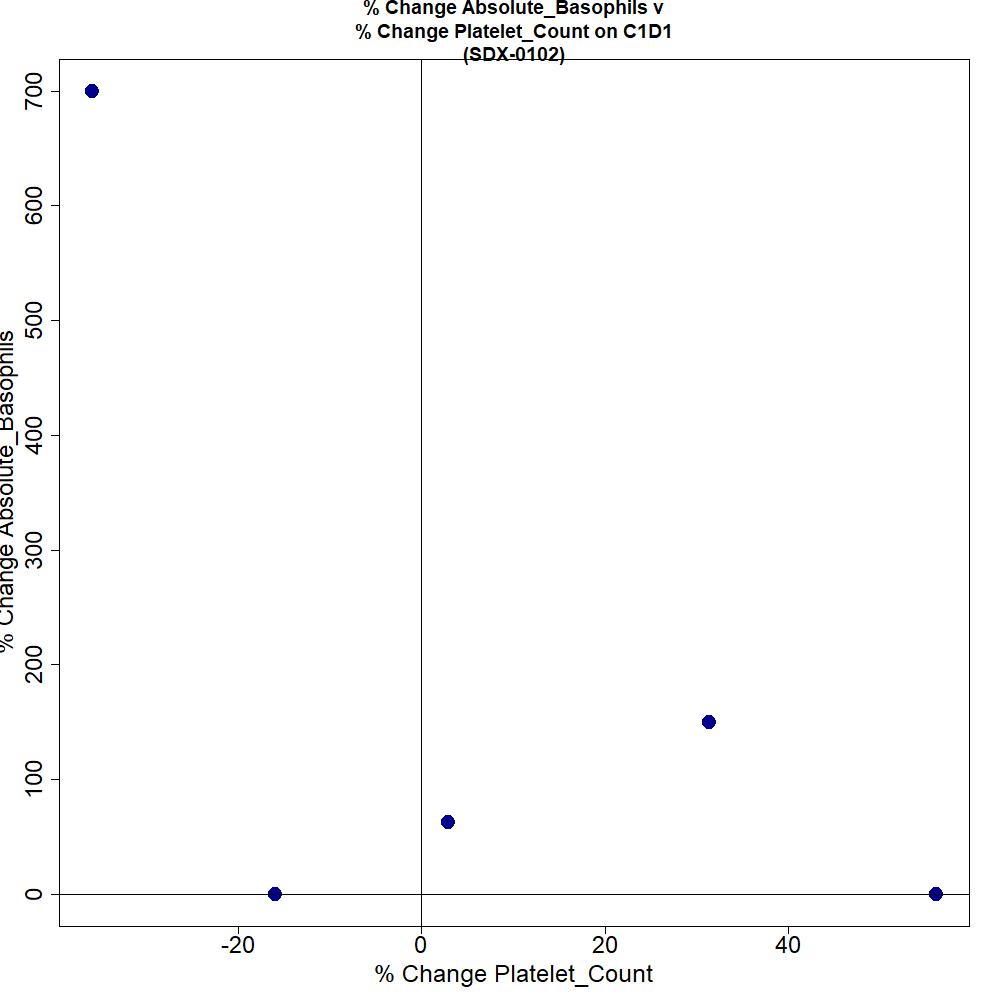 % Change Absolute_Basophils v
% Change Platelet_Count on C1D1
(SDX-0102)
% Change Absolute_Basophils
700
600
500
400
300
200
100
0
-20
0
20
40
% Change Platelet_Count